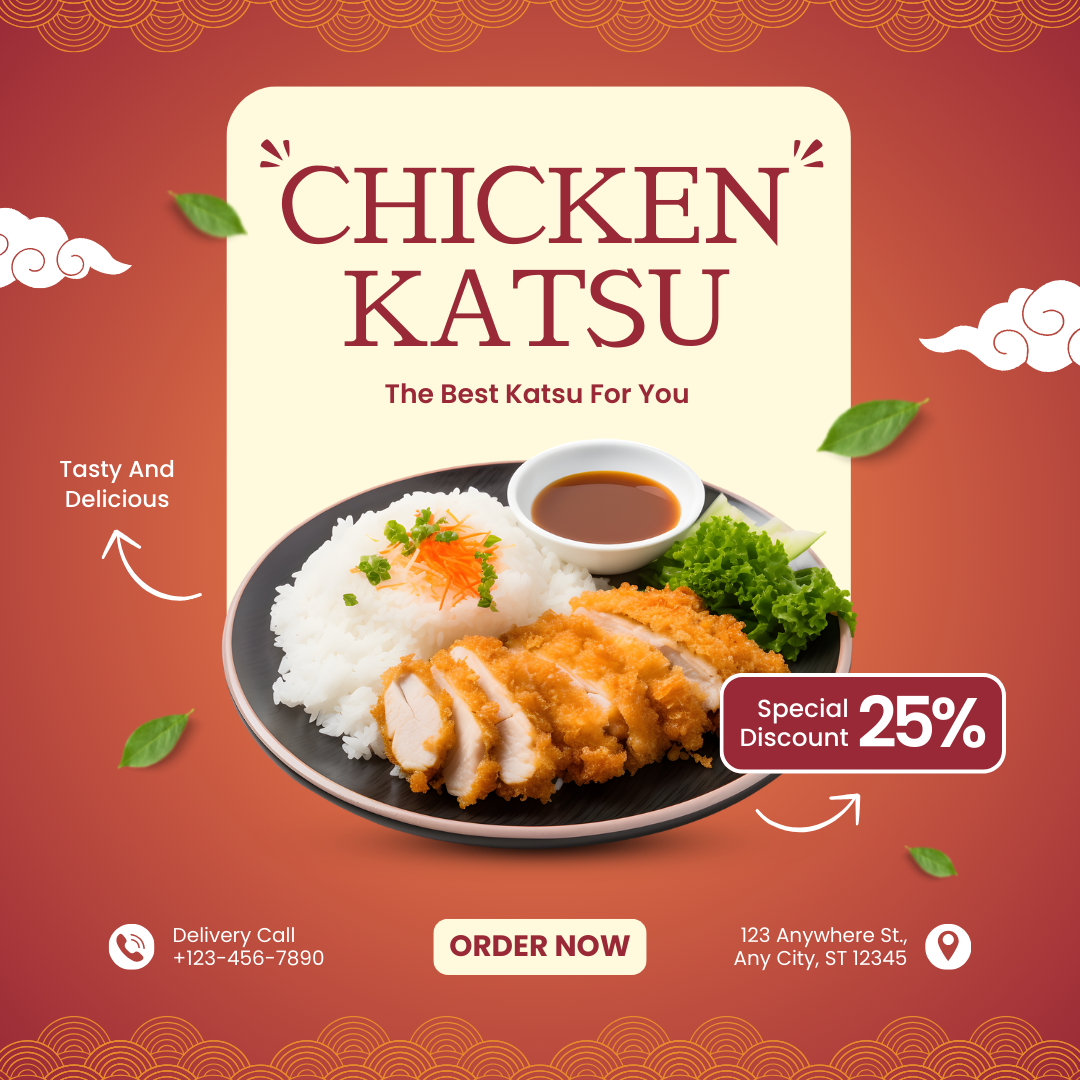 CHICKEN
KATSU
The Best Katsu For You
Tasty And
Delicious
Special
Discount
25%
Delivery Call
+123-456-7890
ORDER NOW
123 Anywhere St.,
Any City, ST 12345